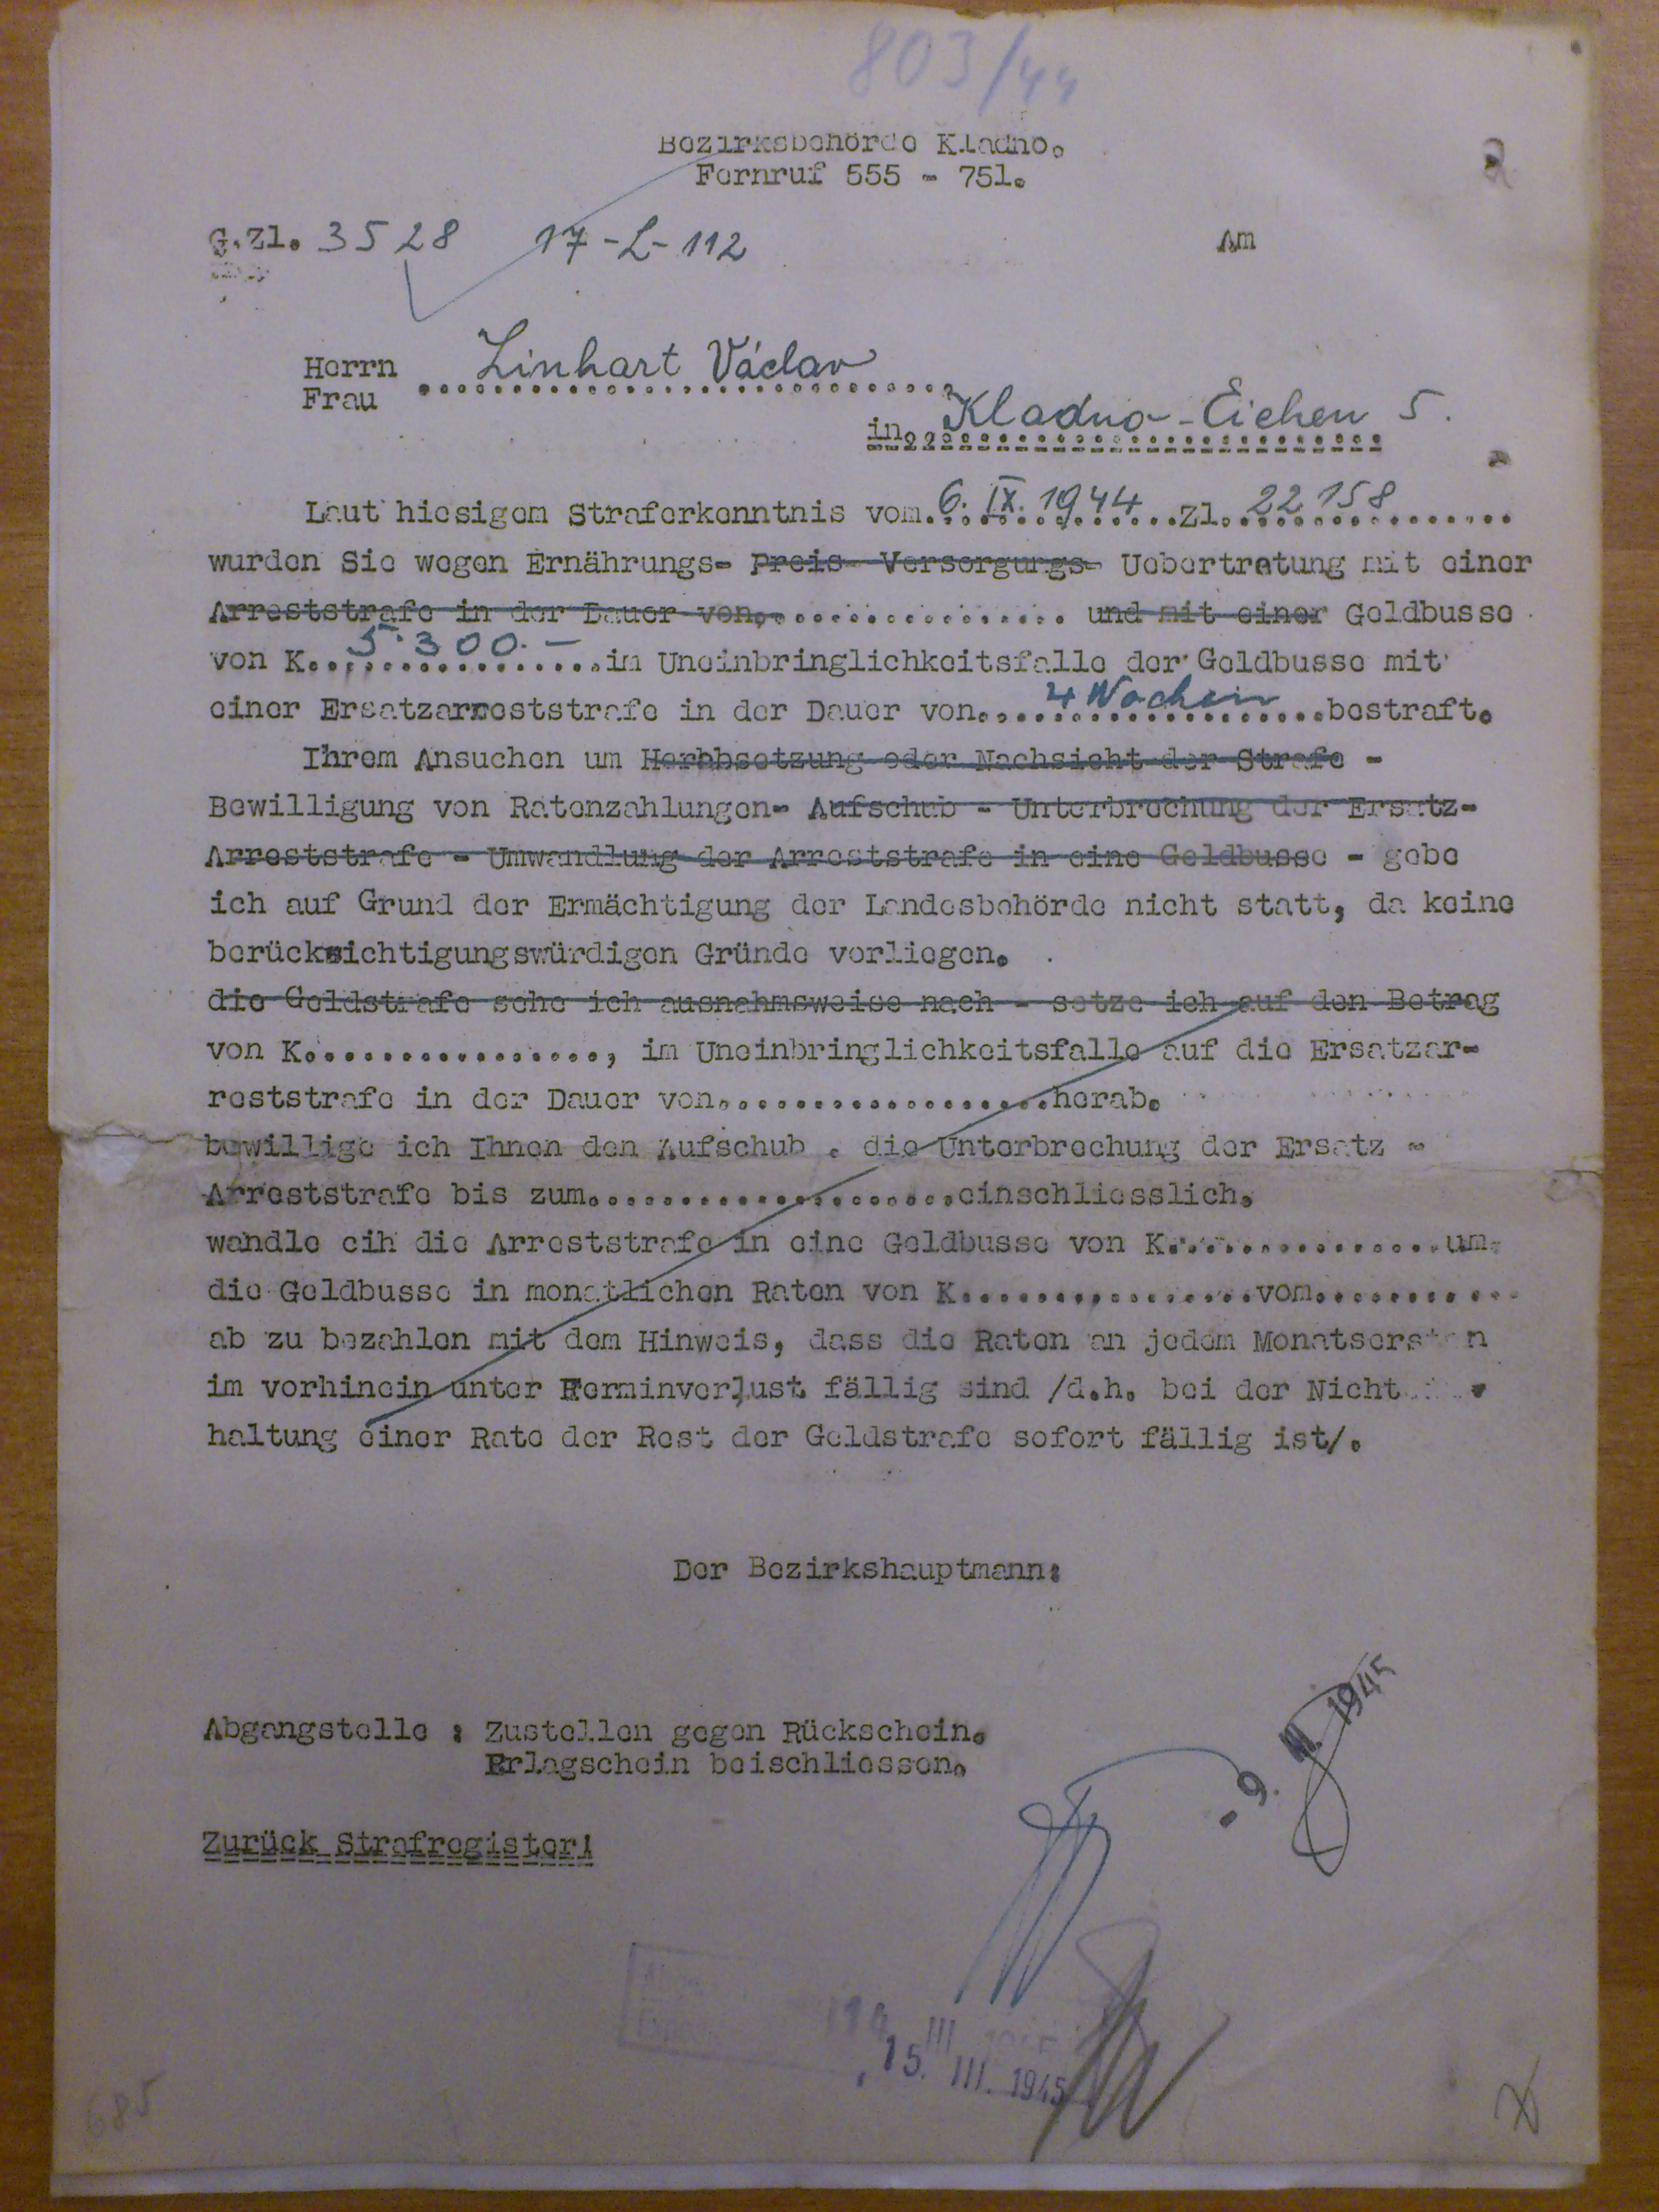 803/44
Bezirksbehörde Kladno.
Fernruf 555 - 751.
2
G.Zl. 3528 17-L-112 Am
Herrn Linhart Václav
Frau ..............................
in Kladno-Eichen 5.
Laut hiesigem Straferkenntnis vom 6. IX. 1944 Zl. 22158
wurden Sie wegen Ernährungs- Preis- Versorgungs- Uebertretung mit einer
Arreststrafe in der Dauer von................. und mit einer Geldbusse
von K. 5.300.- im Uneinbringlichkeitsfalle der Geldbusse mit
einer Ersatzarreststrafe in der Dauer von 4 Wochen bestraft.
Ihrem Ansuchen um Herabsetzung oder Nachsicht der Strafe -
Bewilligung von Ratenzahlungen- Aufschub - Unterbrechung der Ersatz-
Arreststrafe - Umwandlung der Arreststrafe in eine Geldbusse - gebe
ich auf Grund der Ermächtigung der Landesbehörde nicht statt, da keine
berücksichtigungswürdigen Gründe vorliegen.
die Geldstrafe sehe ich ausnahmsweise nach - setze ich auf den Betrag
von K................, im Uneinbringlichkeitsfalle auf die Ersatzar-
reststrafe in der Dauer von..................herab.
bewillige ich Ihnen den Aufschub . die Unterbrechung der Ersatz -
Arreststrafe bis zum....................einschliesslich.
wandle cih die Arreststrafe in eine Geldbusse von K...............um.
die Geldbusse in monatlichen Raten von K................vom...........
ab zu bezahlen mit dem Hinweis, dass die Raten an jedem Monatsersten
im vorhinein unter Terminverlust fällig sind /d.h. bei der Nicht
haltung einer Rate der Rest der Geldstrafe sofort fällig ist/.
Der Bezirkshauptmann:
- 9. III. 1945
Abgangstelle : Zustellen gegen Rückschein.
Erlagschein beischliessen.
Zurück Strafregister!
15. III. 1945
685